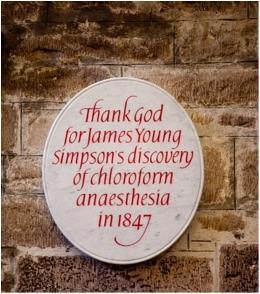 Thank God
for James Young
Simpson's discovery
of chloroform
anaesthesia
in 1847